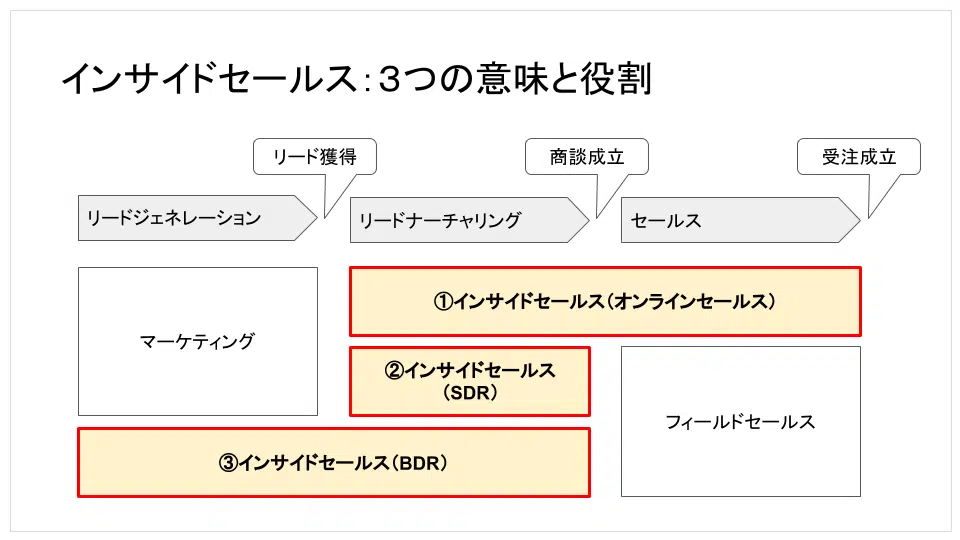 インサイドセールス：３つの意味と役割
リード獲得
商談成立
受注成立
リードジェネレーション
リードナーチャリング
セールス
①インサイドセールス（オンラインセールス）
マーケティング
②インサイドセールス
（SDR）
フィールドセールス
③インサイドセールス（BDR）